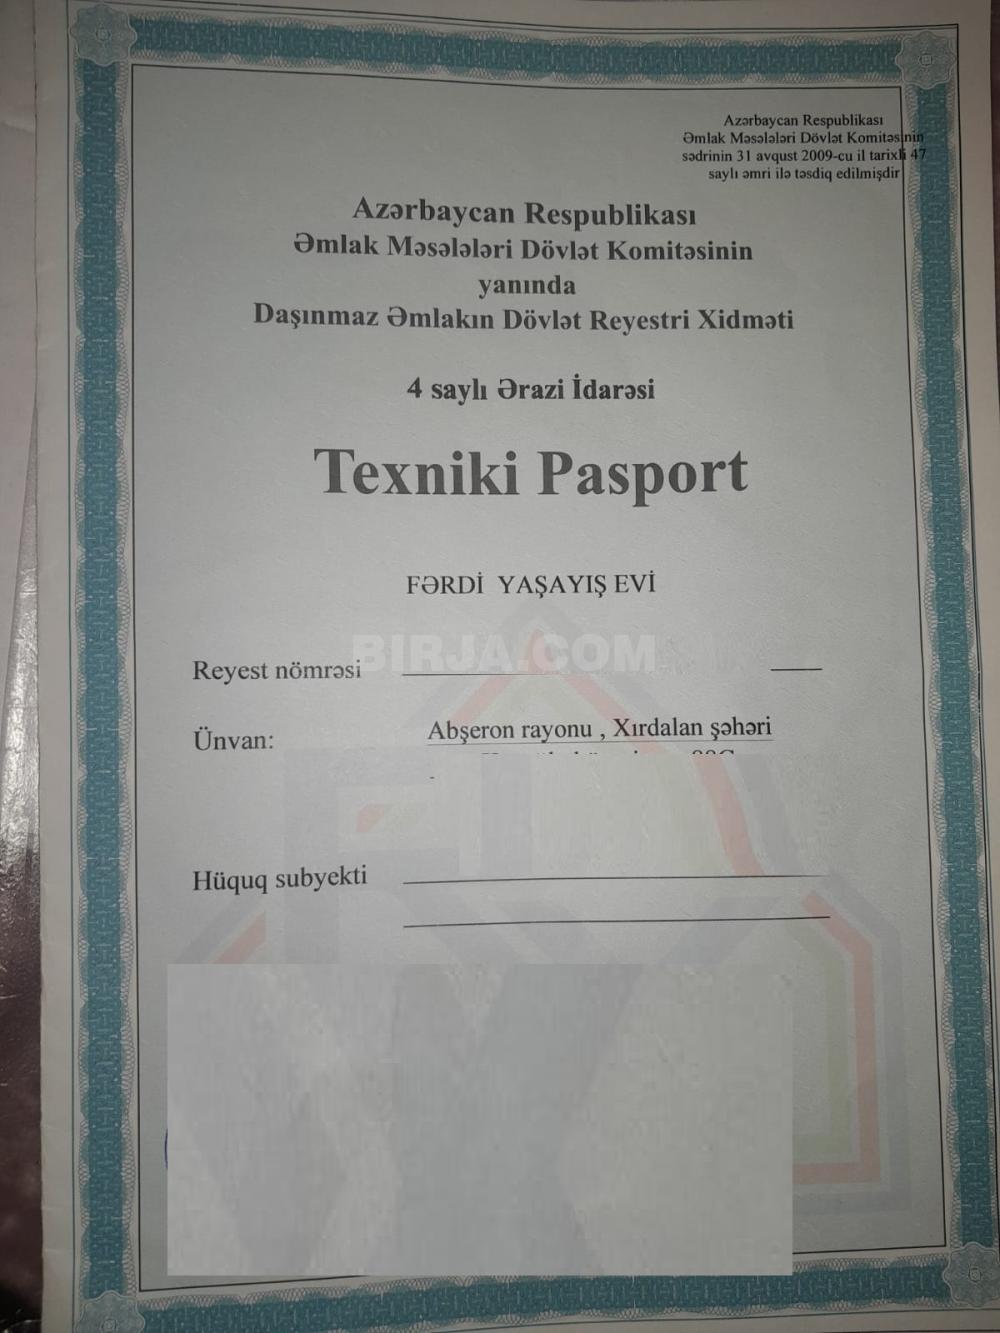 Azərbaycan Respublikası
Əmlak Məsələləri Dövlət Komitəsinin
sədrinin 31 avqust 2009-cu il tarixli 47
saylı əmri ilə təsdiq edilmişdir
Azərbaycan Respublikası
Əmlak Məsələləri Dövlət Komitəsinin
yanında
Daşınmaz Əmlakın Dövlət Reyestri Xidməti
4 saylı Ərazi İdarəsi
Texniki Pasport
FƏRDİ YAŞAYIŞ EVİ
BIRJA.COM
Reyest nömrəsi
Ünvan: Abşeron rayonu , Xırdalan şəhəri
Hüquq subyekti